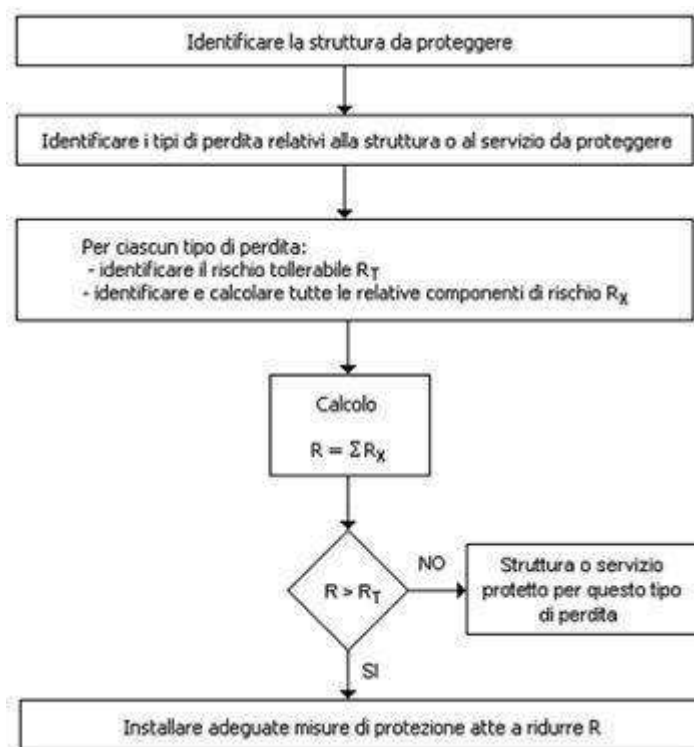 Identificare la struttura da proteggere
Identificare i tipi di perdita relativi alla struttura o al servizio da proteggere
Per ciascun tipo di perdita:
- identificare il rischio tollerabile RT
- identificare e calcolare tutte le relative componenti di rischio RX
Calcolo
R = ΣRX
R > RT
NO
Struttura o servizio
protetto per questo tipo
di perdita
SI
Installare adeguate misure di protezione atte a ridurre R